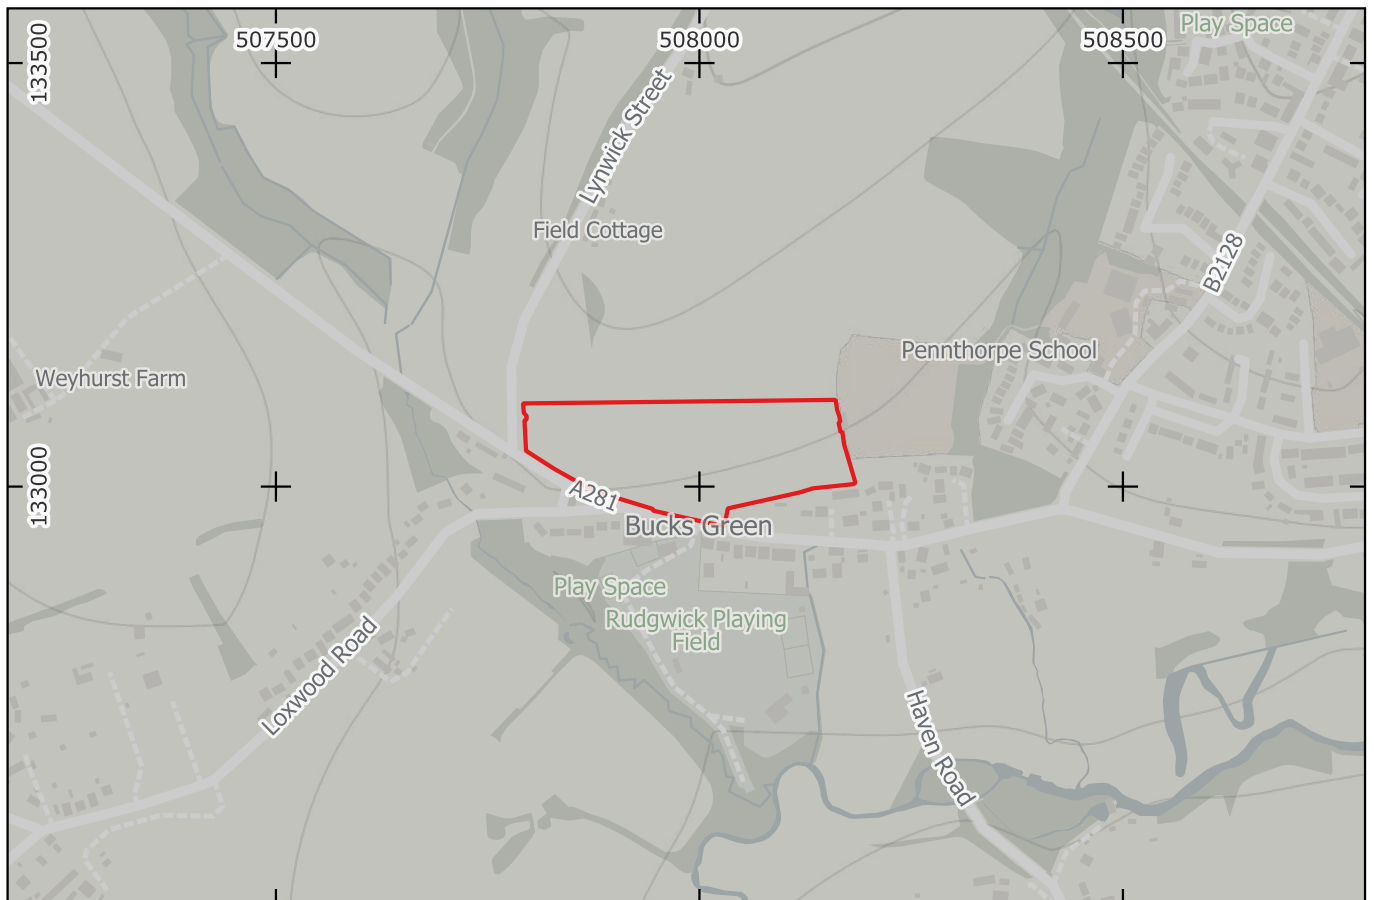 Play Space
507500
508000
508500
133500
Lynwick Street
Field Cottage
B2128
Pennthorpe School
Weyhurst Farm
133000
A281
Bucks Green
Play Space
Rudgwick Playing
Field
Loxwood Road
Haven Road